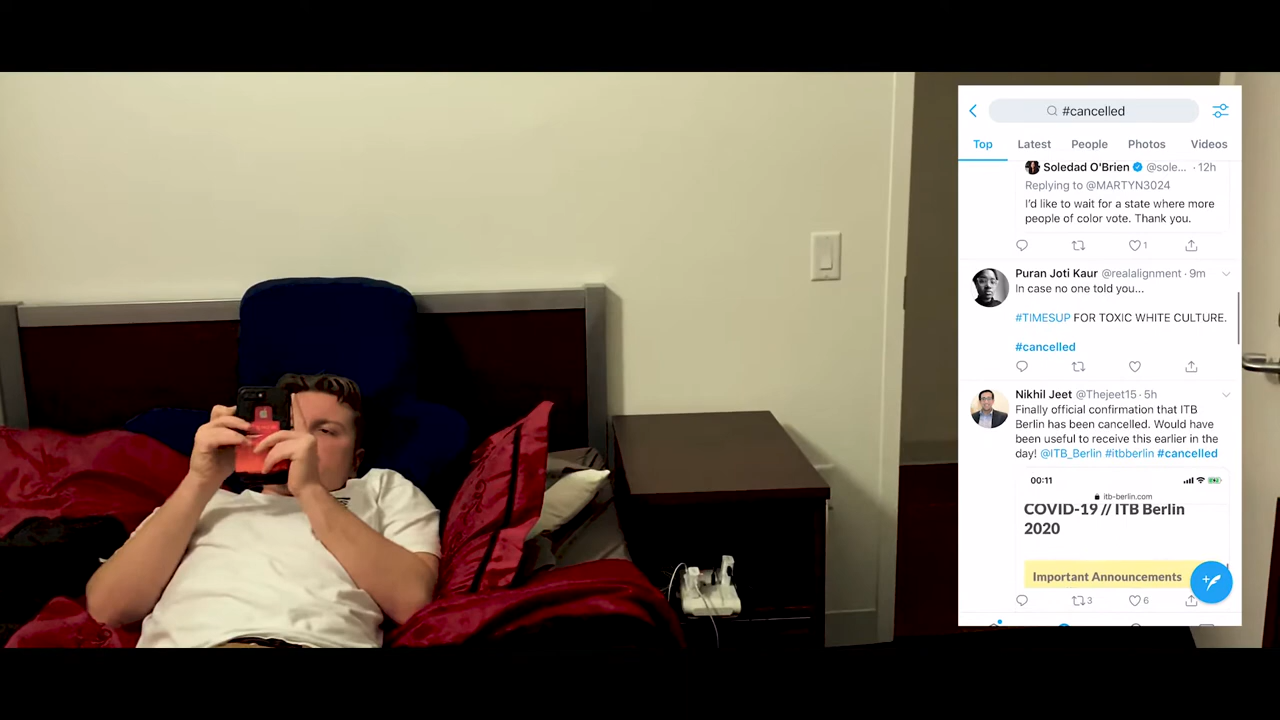 #cancelled
Top Latest People Photos Videos
Soledad O'Brien @sole... · 12h
Replying to @MARTYN3024
I'd like to wait for a state where more
people of color vote. Thank you.
1
Puran Joti Kaur @realalignment · 9m
In case no one told you...
#TIMESUP FOR TOXIC WHITE CULTURE.
#cancelled
Nikhil Jeet @Thejeet15 · 5h
Finally official confirmation that ITB
Berlin has been cancelled. Would have
been useful to receive this earlier in the
day! @ITB_Berlin #itbberlin #cancelled
00:11
itb-berlin.com
COVID-19 // ITB Berlin
2020
Important Announcements
3 6